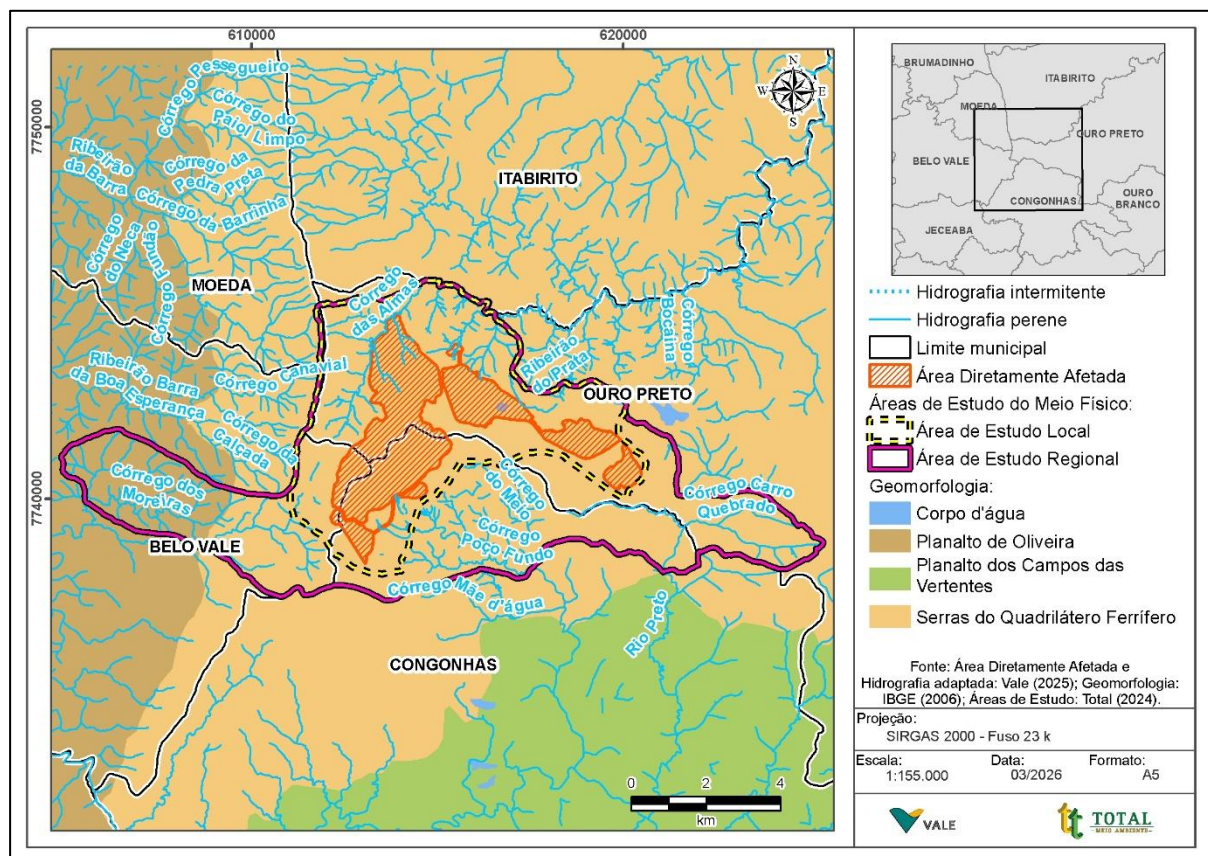 610000
620000
7750000
7740000
N
W
E
S
Córrego Pessegueiro
Córrego do
Paiol Limpo
Ribeirão
da Barra
Córrego da
Pedra Preta
Córrego da Barrinha
ITABIRITO
Córrego
do Neca
Córrego Fundão
MOEDA
Córrego
das Almas
Córrego
Bocaina
Ribeirão
do Prata
Ribeirão Barra
da Boa Esperança
Córrego Canavial
OURO PRETO
Córrego da
Calçada
Córrego dos
Moreiras
Córrego
do Meio
Córrego Carro
Quebrado
BELO VALE
Córrego
Poço Fundo
Córrego Mãe d'água
Rio Preto
CONGONHAS
0
2
4
km
BRUMADINHO
ITABIRITO
MOEDA
OURO PRETO
BELO VALE
OURO
BRANCO
CONGONHAS
JECEABA
Hidrografia intermitente
Hidrografia perene
Limite municipal
Área Diretamente Afetada
Áreas de Estudo do Meio Físico:
Área de Estudo Local
Área de Estudo Regional
Geomorfologia:
Corpo d'água
Planalto de Oliveira
Planalto dos Campos das
Vertentes
Serras do Quadrilátero Ferrífero
Fonte: Área Diretamente Afetada e
Hidrografia adaptada: Vale (2025); Geomorfologia:
IBGE (2006); Áreas de Estudo: Total (2024).
Projeção:
SIRGAS 2000 - Fuso 23 k
Escala:
1:155.000
Data:
03/2026
Formato:
A5
VALE
TOTAL
MEIO AMBIENTE